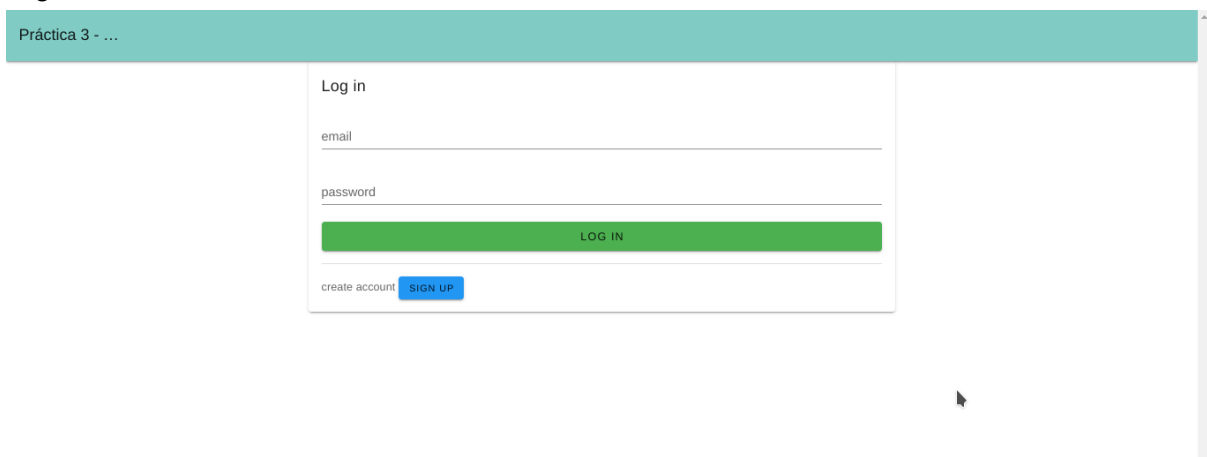 Práctica 3 - …
Log in
email
password
LOG IN
create account SIGN UP